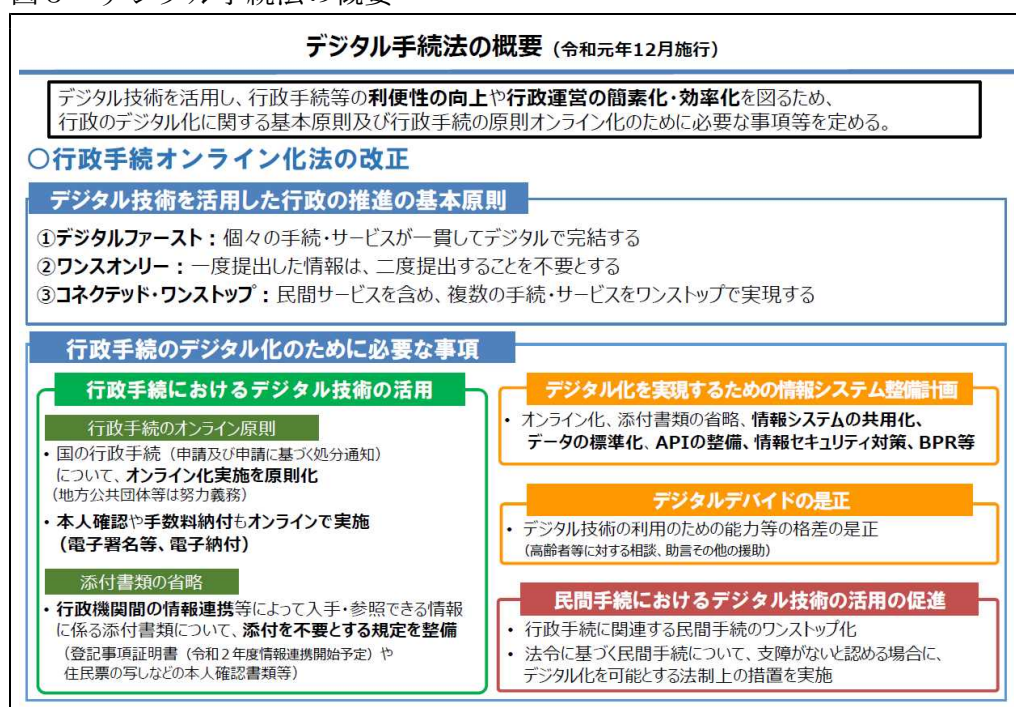 デジタル手続法の概要（令和元年12月施行）
デジタル技術を活用し、行政手続等の利便性の向上や行政運営の簡素化・効率化を図るため、
行政のデジタル化に関する基本原則及び行政手続の原則オンライン化のために必要な事項等を定める。
○行政手続オンライン化法の改正
デジタル技術を活用した行政の推進の基本原則
①デジタルファースト：個々の手続・サービスが一貫してデジタルで完結する
②ワンスオンリー：一度提出した情報は、二度提出することを不要とする
③コネクテッド・ワンストップ：民間サービスを含め、複数の手続・サービスをワンストップで実現する
行政手続のデジタル化のために必要な事項
行政手続におけるデジタル技術の活用
行政手続のオンライン原則
・国の行政手続（申請及び申請に基づく処分通知）
について、オンライン化実施を原則化
（地方公共団体等は努力義務）
・本人確認や手数料納付もオンラインで実施
（電子署名等、電子納付）
添付書類の省略
・行政機関間の情報連携等によって入手・参照できる情報
に係る添付書類について、添付を不要とする規定を整備
（登記事項証明書（令和２年度情報連携開始予定）や
住民票の写しなどの本人確認書類等）
デジタル化を実現するための情報システム整備計画
・オンライン化、添付書類の省略、情報システムの共用化、
データの標準化、APIの整備、情報セキュリティ対策、BPR等
デジタルデバイドの是正
・デジタル技術の利用のための能力等の格差の是正
（高齢者等に対する相談、助言その他の援助）
民間手続におけるデジタル技術の活用の促進
・行政手続に関連する民間手続のワンストップ化
・法令に基づく民間手続について、支障がないと認める場合に、
デジタル化を可能とする法制上の措置を実施